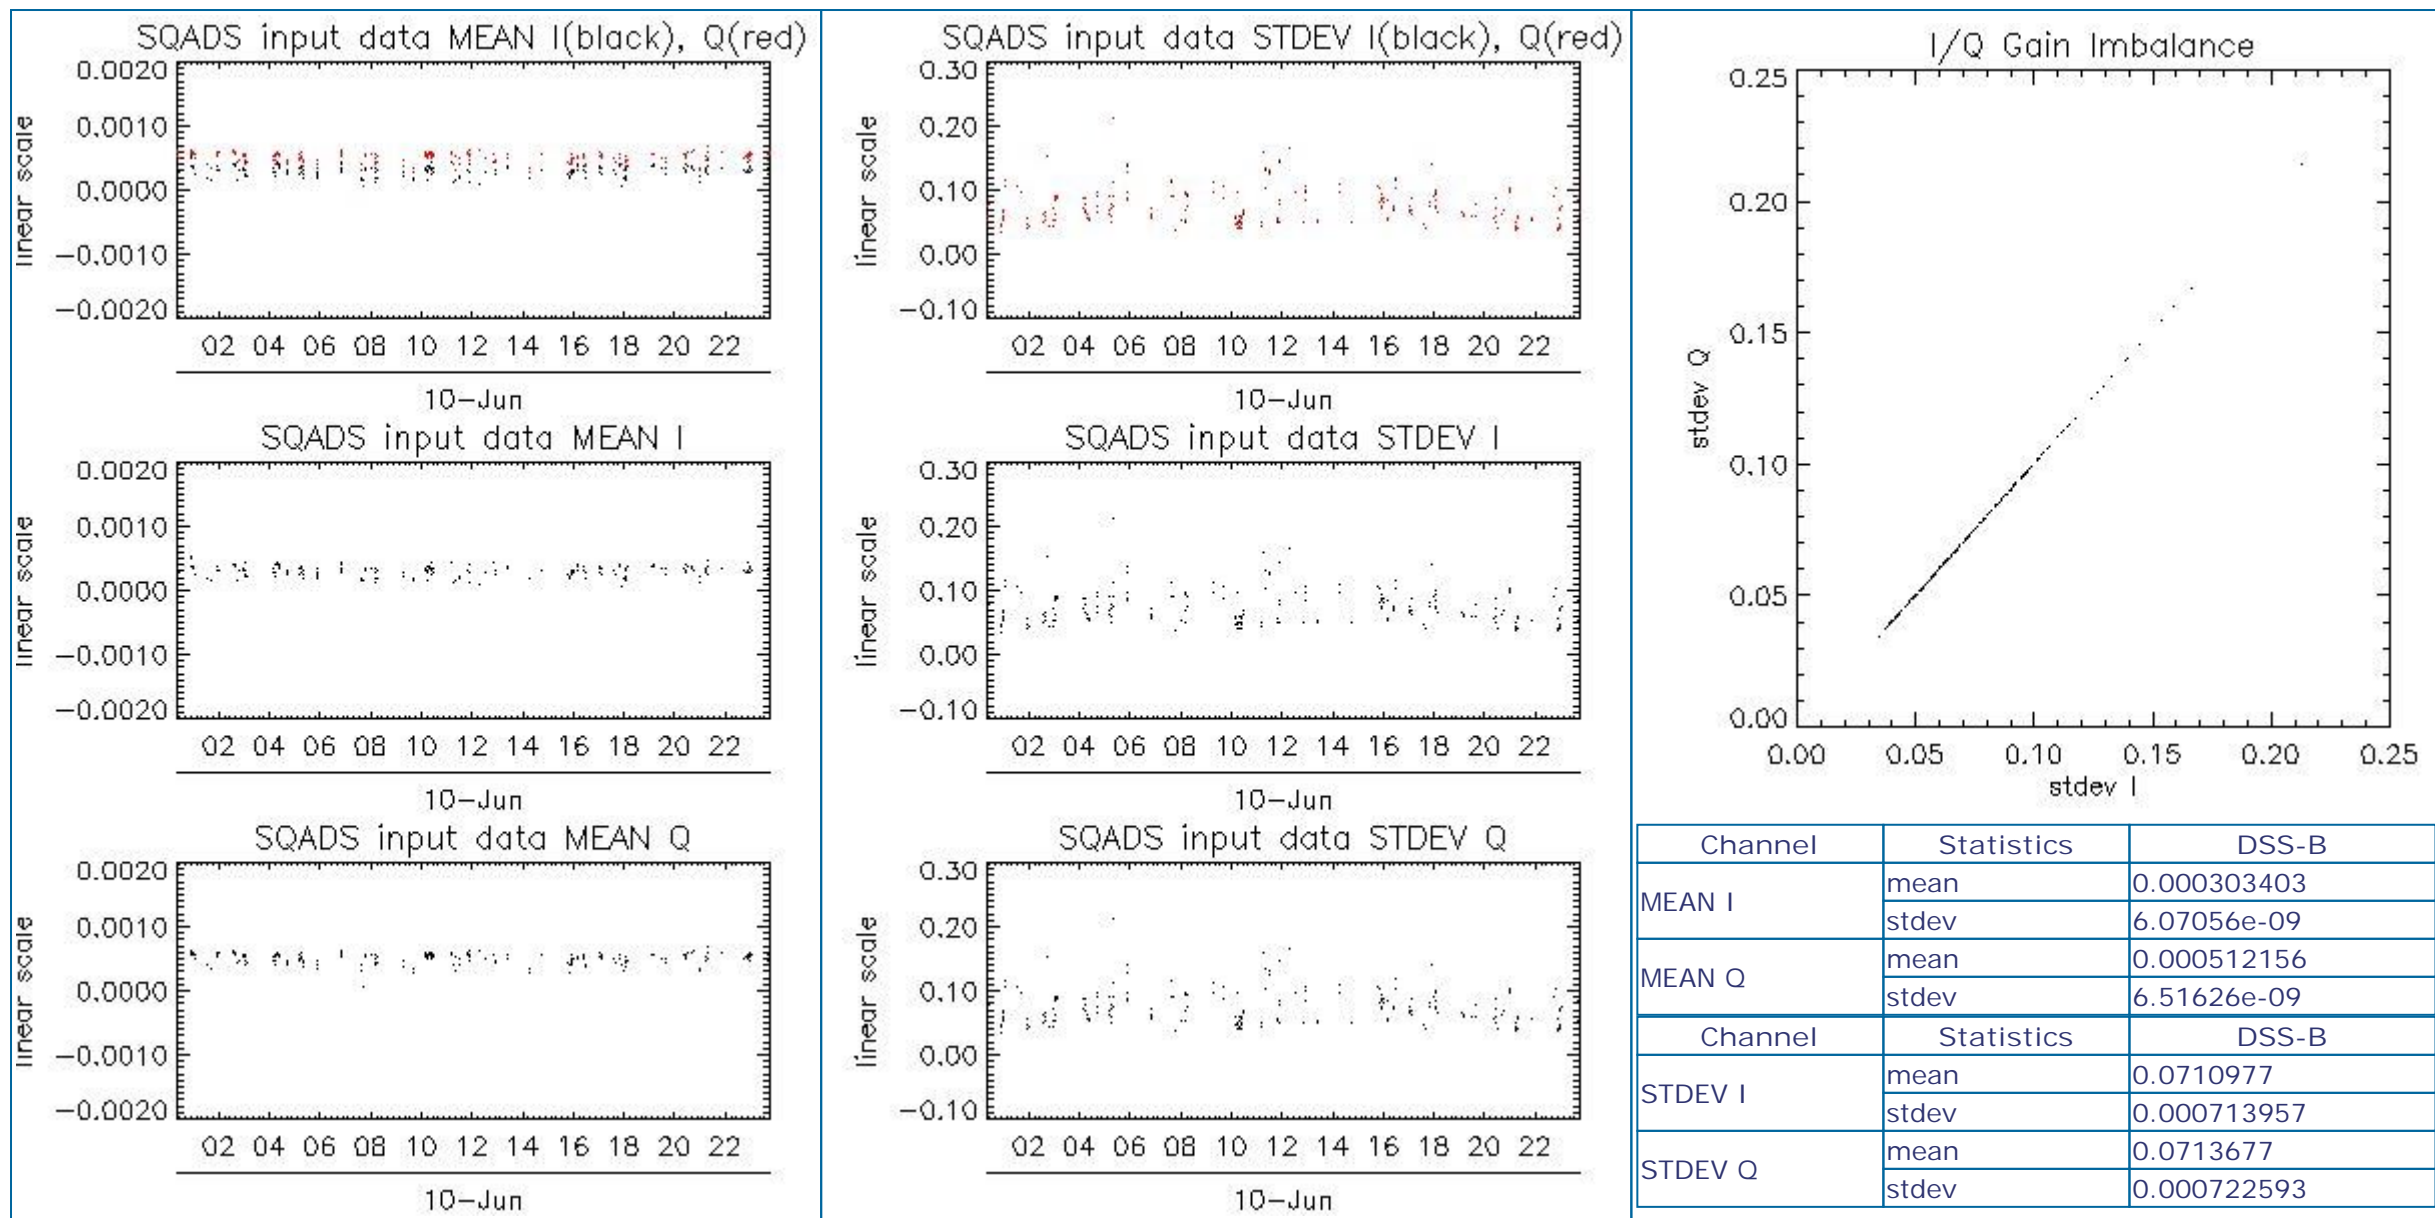 SQADS input data MEAN I(black), Q(red)
linear scale
0.0020
0.0010
0.0000
−0.0010
−0.0020
02 04 06 08 10 12 14 16 18 20 22
10−Jun
SQADS input data MEAN I
linear scale
0.0020
0.0010
0.0000
−0.0010
−0.0020
02 04 06 08 10 12 14 16 18 20 22
10−Jun
SQADS input data MEAN Q
linear scale
0.0020
0.0010
0.0000
−0.0010
−0.0020
02 04 06 08 10 12 14 16 18 20 22
10−Jun
SQADS input data STDEV I(black), Q(red)
linear scale
0.30
0.20
0.10
0.00
−0.10
02 04 06 08 10 12 14 16 18 20 22
10−Jun
SQADS input data STDEV I
linear scale
0.30
0.20
0.10
0.00
−0.10
02 04 06 08 10 12 14 16 18 20 22
10−Jun
SQADS input data STDEV Q
linear scale
0.30
0.20
0.10
0.00
−0.10
02 04 06 08 10 12 14 16 18 20 22
10−Jun
I/Q Gain Imbalance
stdev Q
0.25
0.20
0.15
0.10
0.05
0.00
0.00 0.05 0.10 0.15 0.20 0.25
stdev I
Channel Statistics DSS-B
MEAN I mean 0.000303403
stdev 6.07056e-09
MEAN Q mean 0.000512156
stdev 6.51626e-09
Channel Statistics DSS-B
STDEV I mean 0.0710977
stdev 0.000713957
STDEV Q mean 0.0713677
stdev 0.000722593